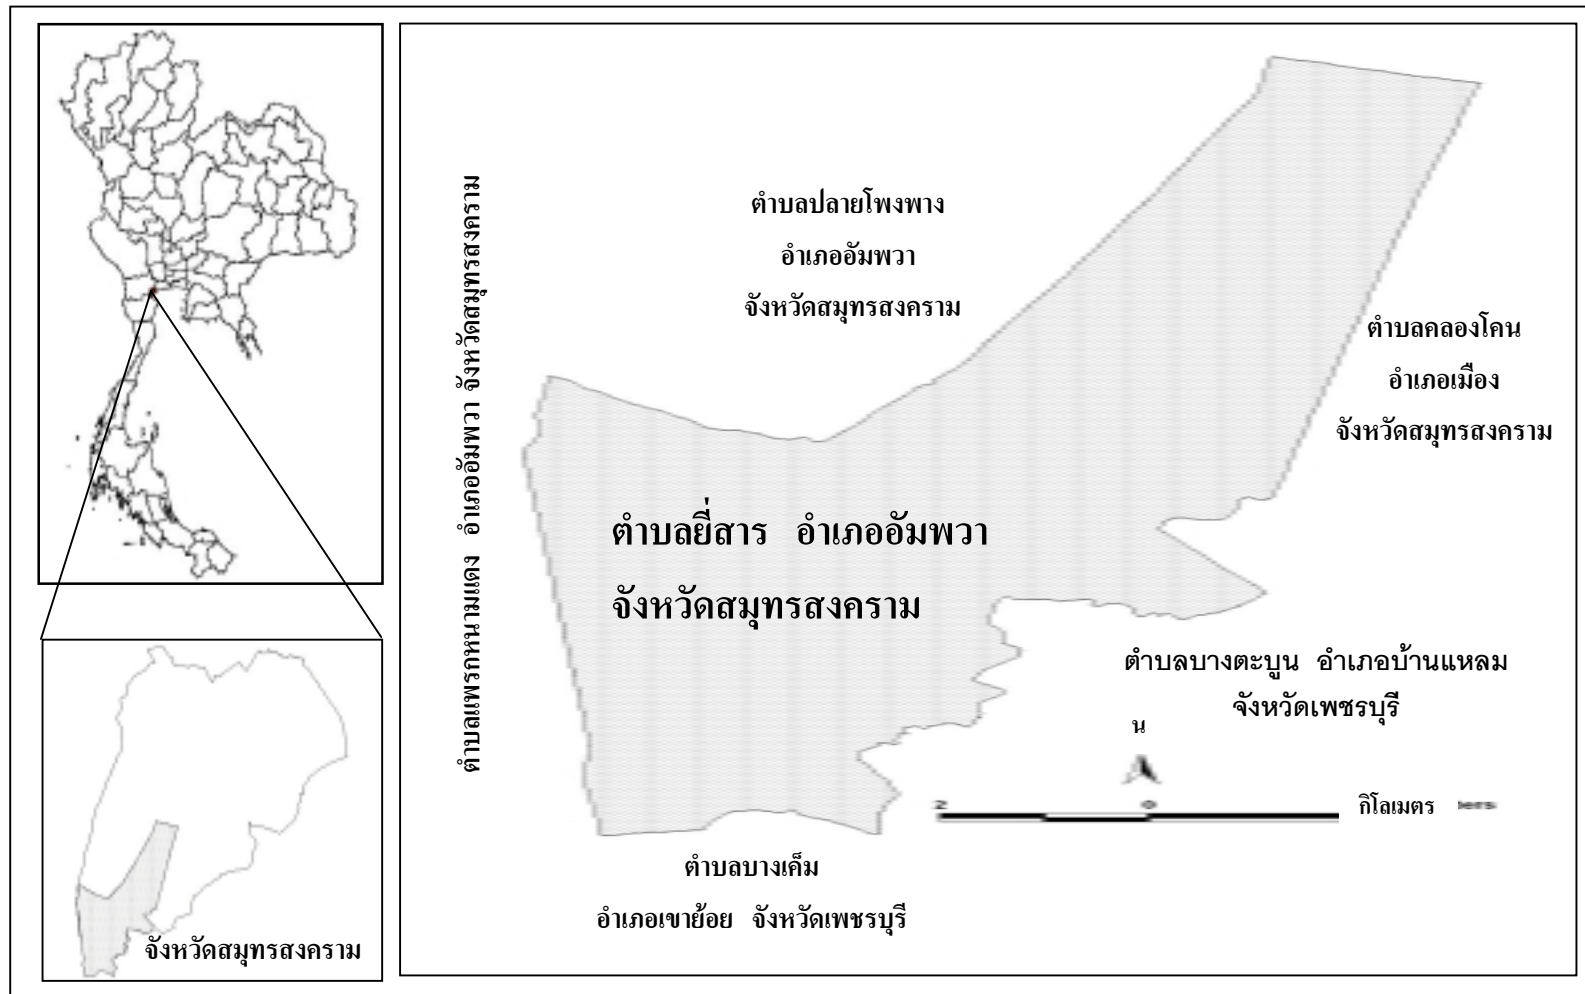 ตำบลปลายโพงพาง
อำเภออัมพวา
จังหวัดสมุทรสงคราม
ตำบลแพรกหนามแดง อำเภออัมพวา จังหวัดสมุทรสงคราม
ตำบลคลองโคน
อำเภอเมือง
จังหวัดสมุทรสงคราม
ตำบลยี่สาร อำเภออัมพวา
จังหวัดสมุทรสงคราม
ตำบลบางตะบูน อำเภอบ้านแหลม
จังหวัดเพชรบุรี
น
2 0 กิโลเมตร
ตำบลบางเค็ม
อำเภอเขาย้อย จังหวัดเพชรบุรี
จังหวัดสมุทรสงคราม